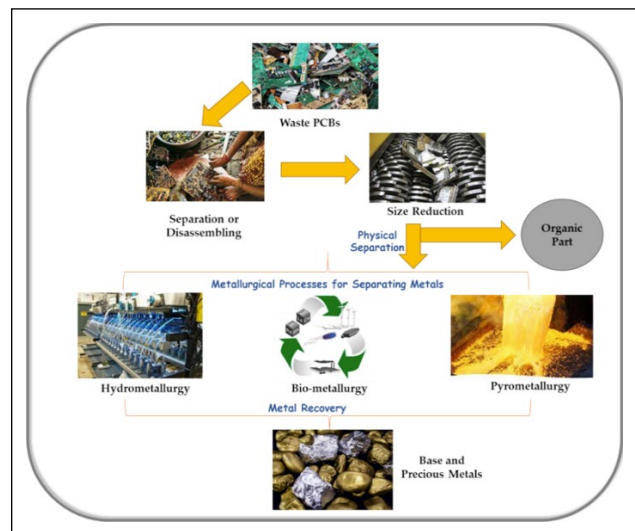 Waste PCBs
Separation or
Disassembling
Size Reduction
Physical
Separation
Organic
Part
Metallurgical Processes for Separating Metals
Hydrometallurgy
Bio-metallurgy
Pyrometallurgy
Metal Recovery
Base and
Precious Metals